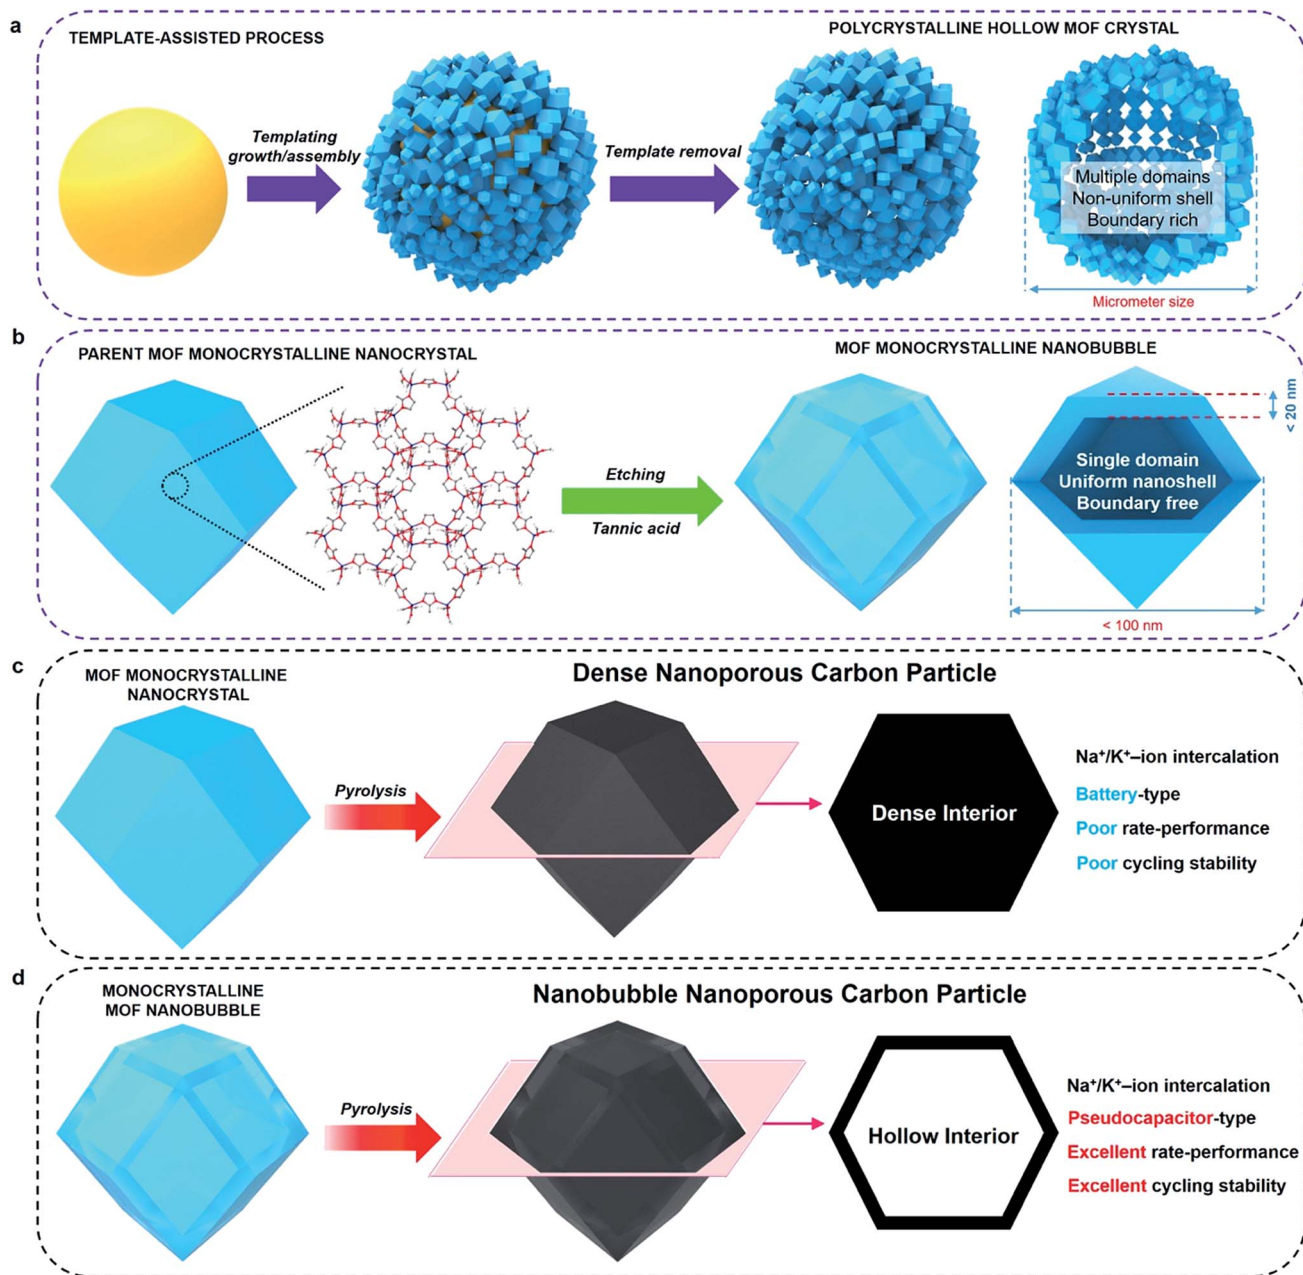 a
TEMPLATE-ASSISTED PROCESS
POLYCRYSTALLINE HOLLOW MOF CRYSTAL
Templating
growth/assembly
Template removal
Multiple domains
Non-uniform shell
Boundary rich
Micrometer size
b
PARENT MOF MONOCRYSTALLINE NANOCRYSTAL
MOF MONOCRYSTALLINE NANOBUBBLE
Etching
Tannic acid
Single domain
Uniform nanoshell
Boundary free
< 20 nm
< 100 nm
c
MOF MONOCRYSTALLINE
NANOCRYSTAL
Dense Nanoporous Carbon Particle
Pyrolysis
Dense Interior
Na⁺/K⁺–ion intercalation
Battery-type
Poor rate-performance
Poor cycling stability
d
MONOCRYSTALLINE
MOF NANOBUBBLE
Nanobubble Nanoporous Carbon Particle
Pyrolysis
Hollow Interior
Na⁺/K⁺–ion intercalation
Pseudocapacitor-type
Excellent rate-performance
Excellent cycling stability